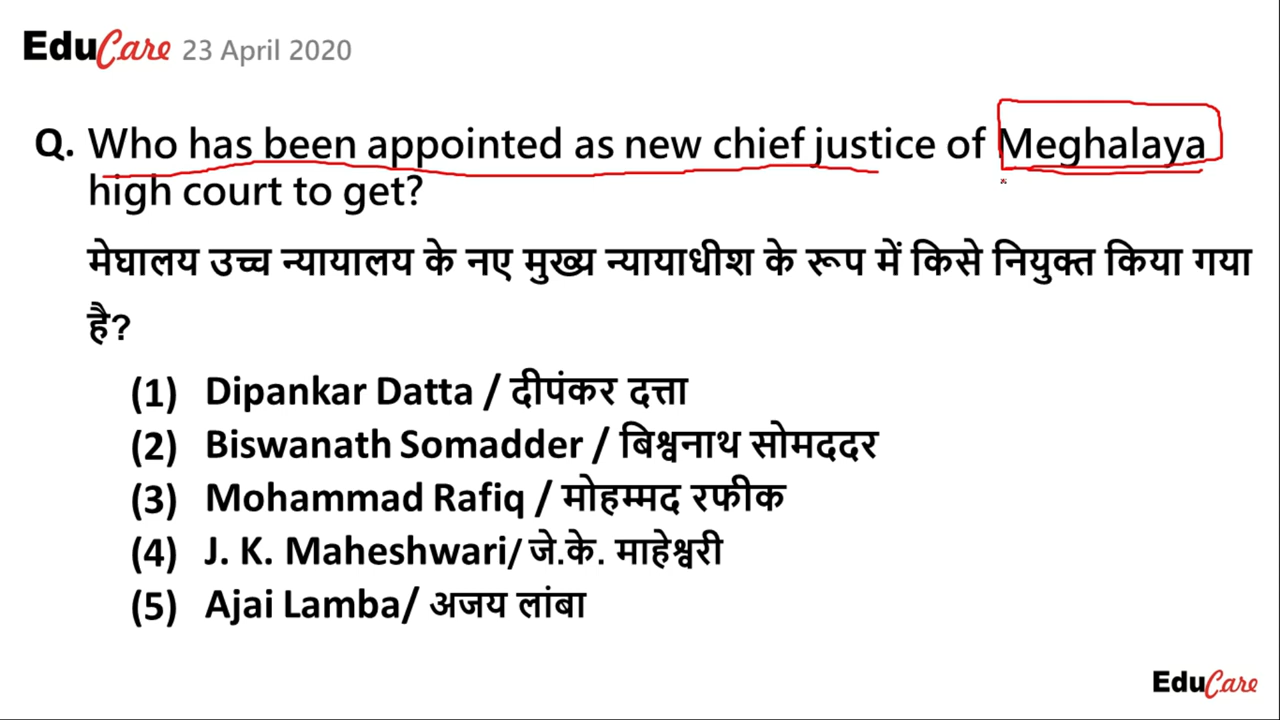 EduCare 23 April 2020
Q. Who has been appointed as new chief justice of Meghalaya
high court to get?
मेघालय उच्च न्यायालय के नए मुख्य न्यायाधीश के रूप में किसे नियुक्त किया गया
है?
(1) Dipankar Datta / दीपंकर दत्ता
(2) Biswanath Somadder / बिश्वनाथ सोमददर
(3) Mohammad Rafiq / मोहम्मद रफीक
(4) J. K. Maheshwari/ जे.के. माहेश्वरी
(5) Ajai Lamba/ अजय लांबा
EduCare